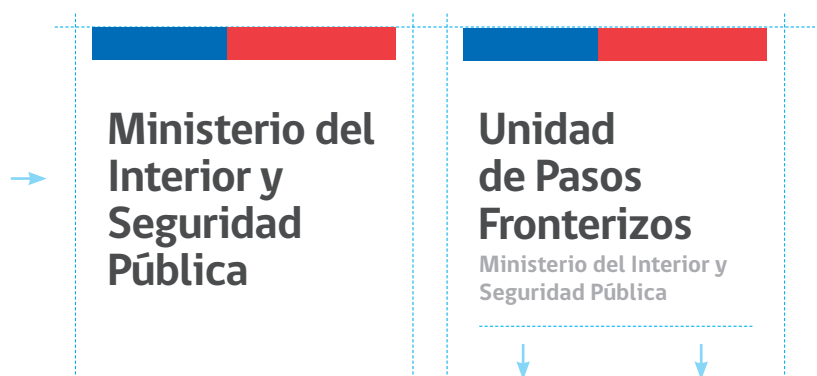 Ministerio del
Interior y
Seguridad
Pública
Unidad
de Pasos
Fronterizos
Ministerio del Interior y
Seguridad Pública